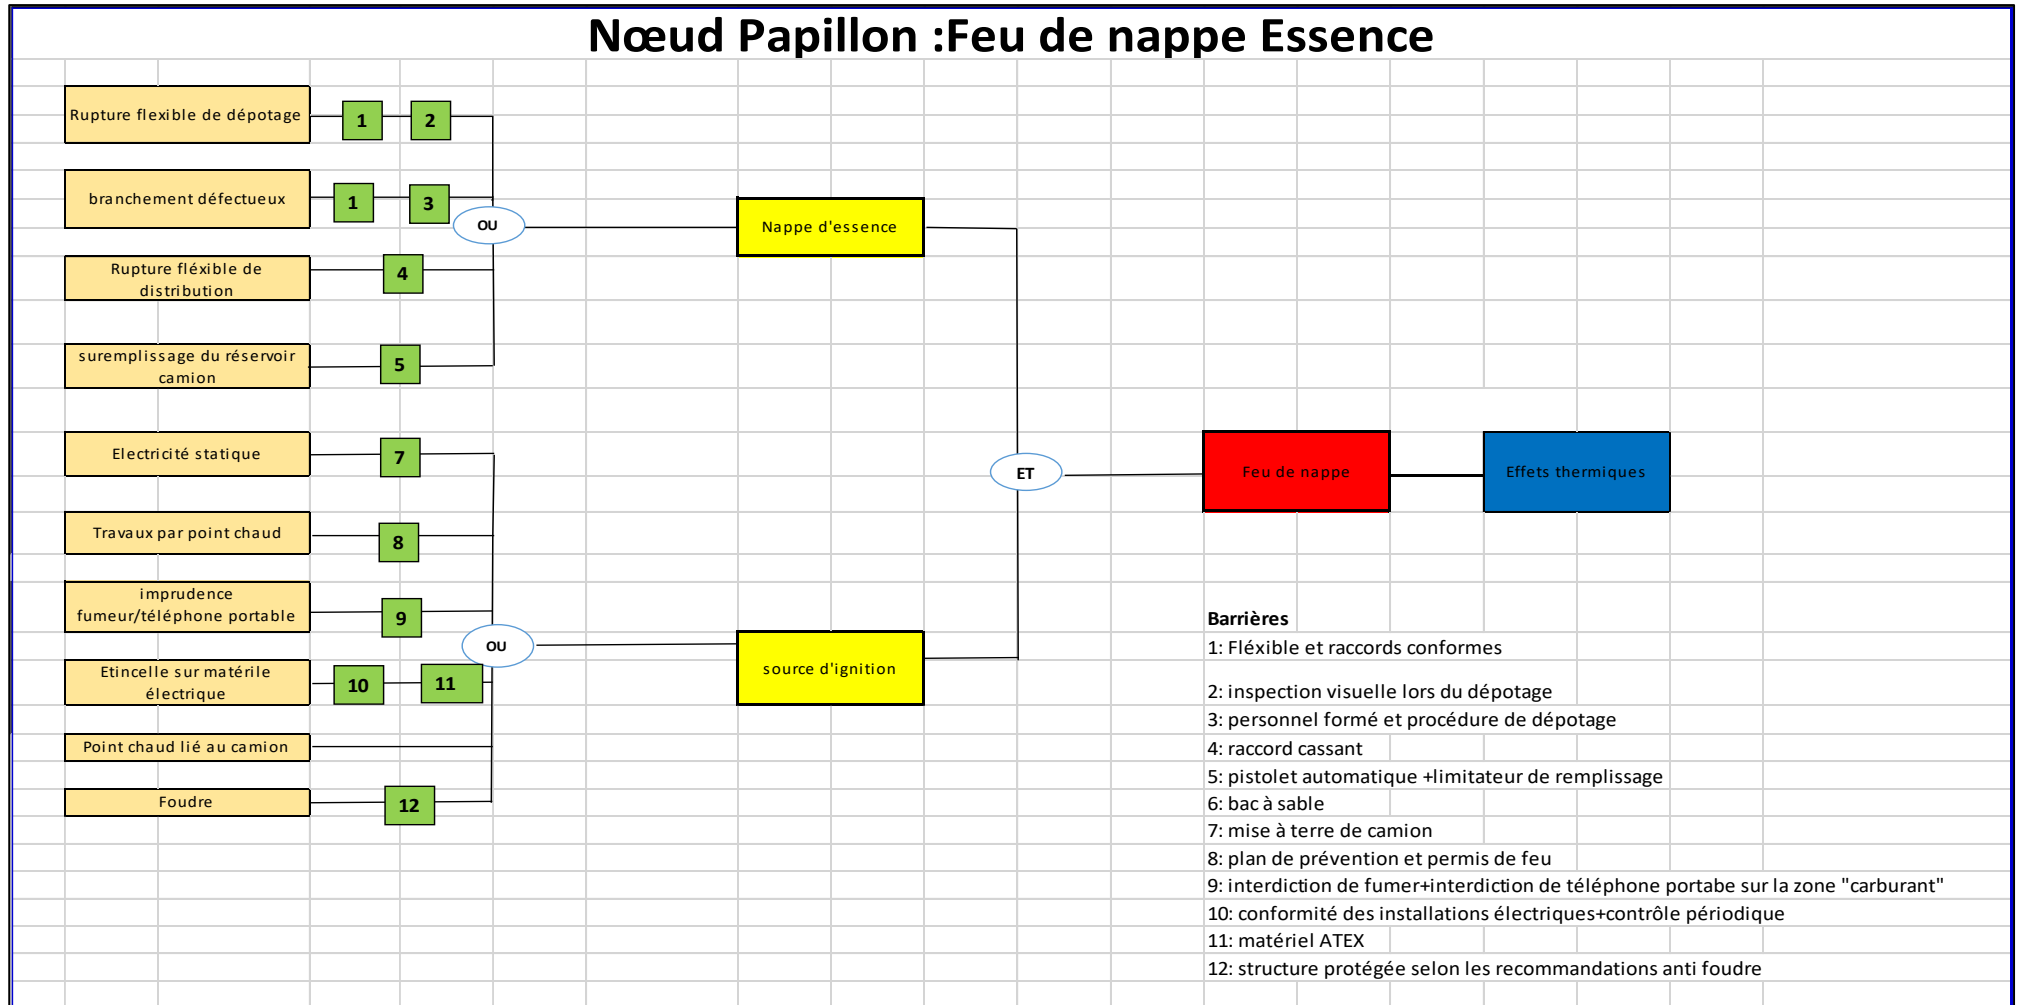 Nœud Papillon :Feu de nappe Essence
Rupture flexible de dépotage
1
2
branchement défectueux
1
3
OU
Nappe d'essence
Rupture fléxible de
distribution
4
suremplissage du réservoir
camion
5
Electricité statique
7
ET
Feu de nappe
Effets thermiques
Travaux par point chaud
8
imprudence
fumeur/téléphone portable
9
OU
source d'ignition
Etincelle sur matérile
électrique
10
11
Point chaud lié au camion
Foudre
12
Barrières
1: Fléxible et raccords conformes
2: inspection visuelle lors du dépotage
3: personnel formé et procédure de dépotage
4: raccord cassant
5: pistolet automatique +limitateur de remplissage
6: bac à sable
7: mise à terre de camion
8: plan de prévention et permis de feu
9: interdiction de fumer+interdiction de téléphone portabe sur la zone "carburant"
10: conformité des installations électriques+contrôle périodique
11: matériel ATEX
12: structure protégée selon les recommandations anti foudre